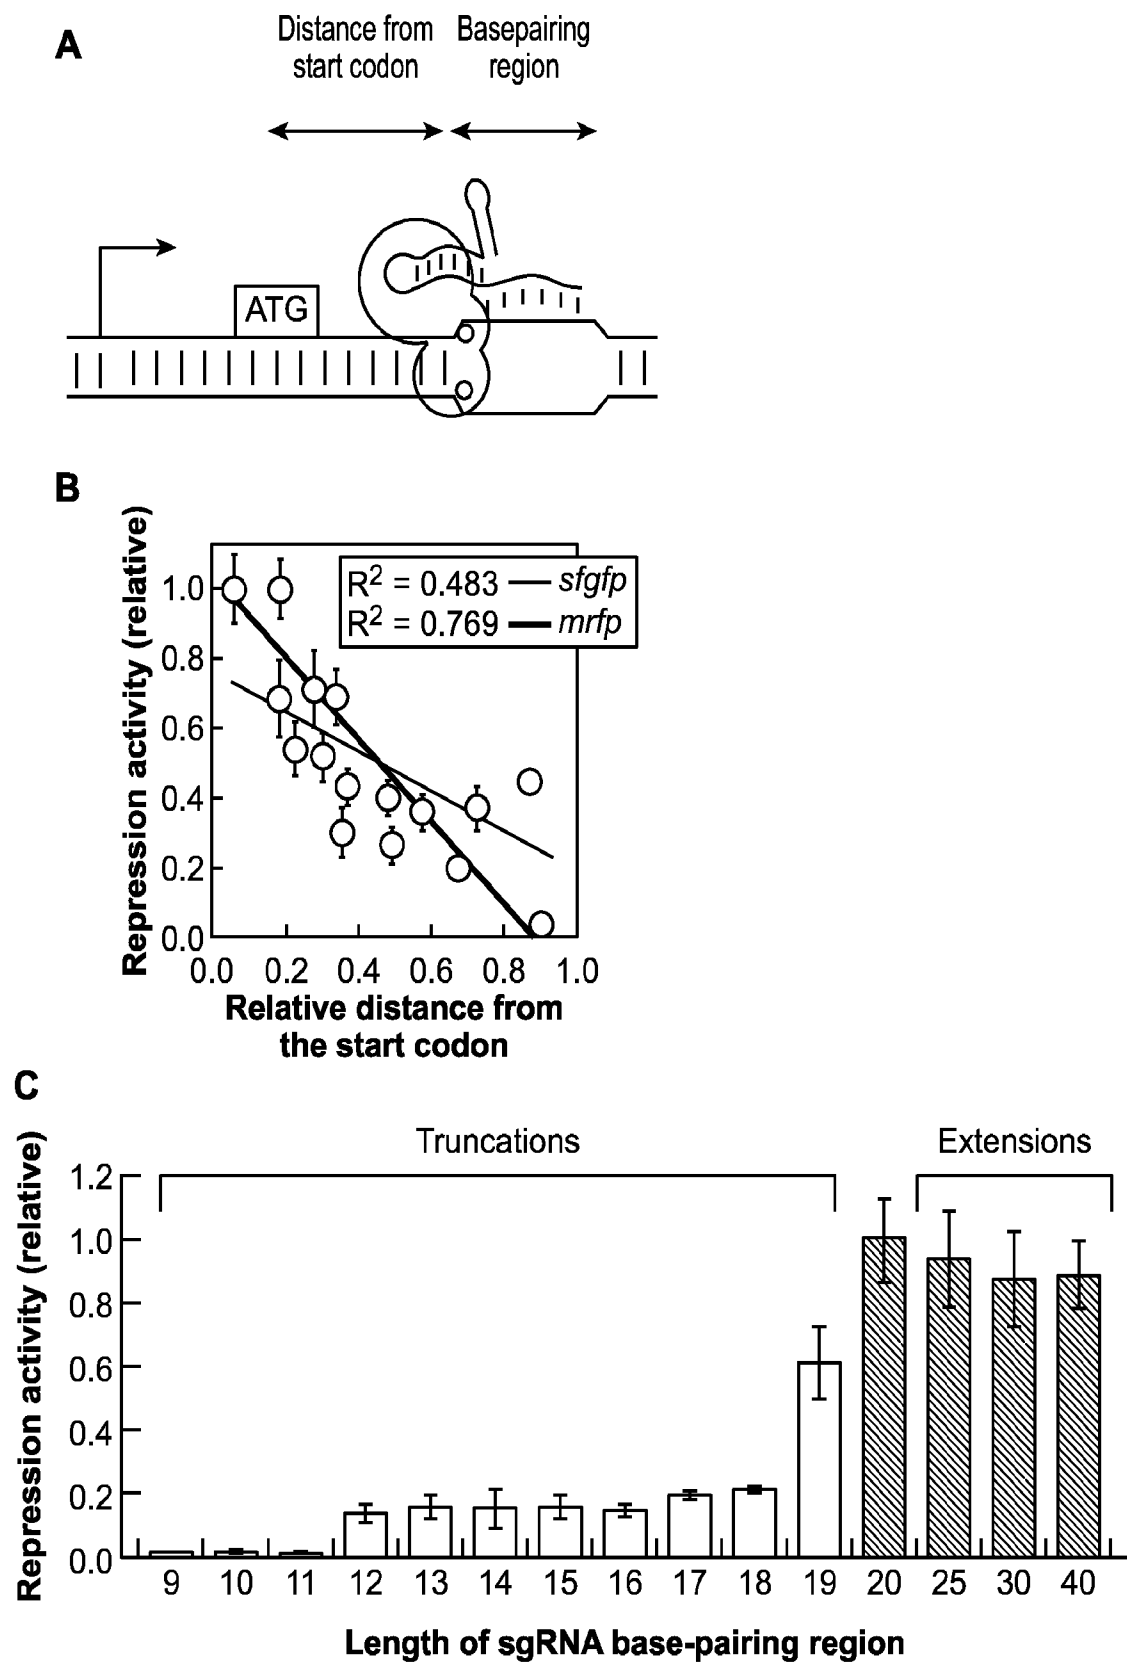 A
Distance from
start codon
Basepairing
region
ATG
B
Repression activity (relative)
1.0
0.8
0.6
0.4
0.2
0.0
R² = 0.483 sfgfp
R² = 0.769 mrfp
0.0 0.2 0.4 0.6 0.8 1.0
Relative distance from
the start codon
C
Repression activity (relative)
Truncations
Extensions
1.2
1.0
0.8
0.6
0.4
0.2
0.0
9 10 11 12 13 14 15 16 17 18 19 20 25 30 40
Length of sgRNA base-pairing region